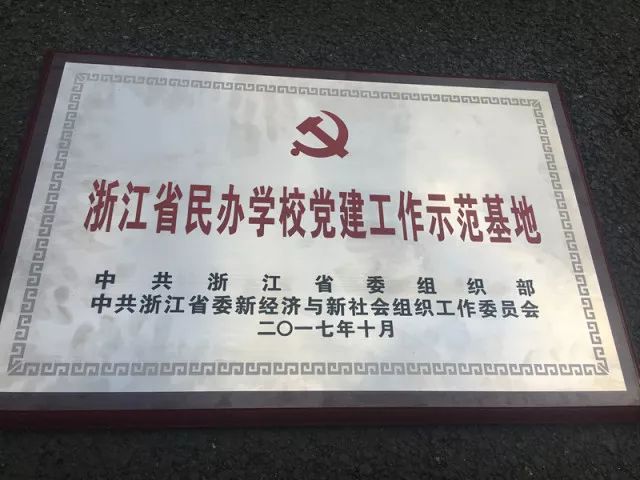 浙江省民办学校党建工作示范基地
中共浙江省委组织部
中共浙江省委新经济与新社会组织工作委员会
二〇一七年十月